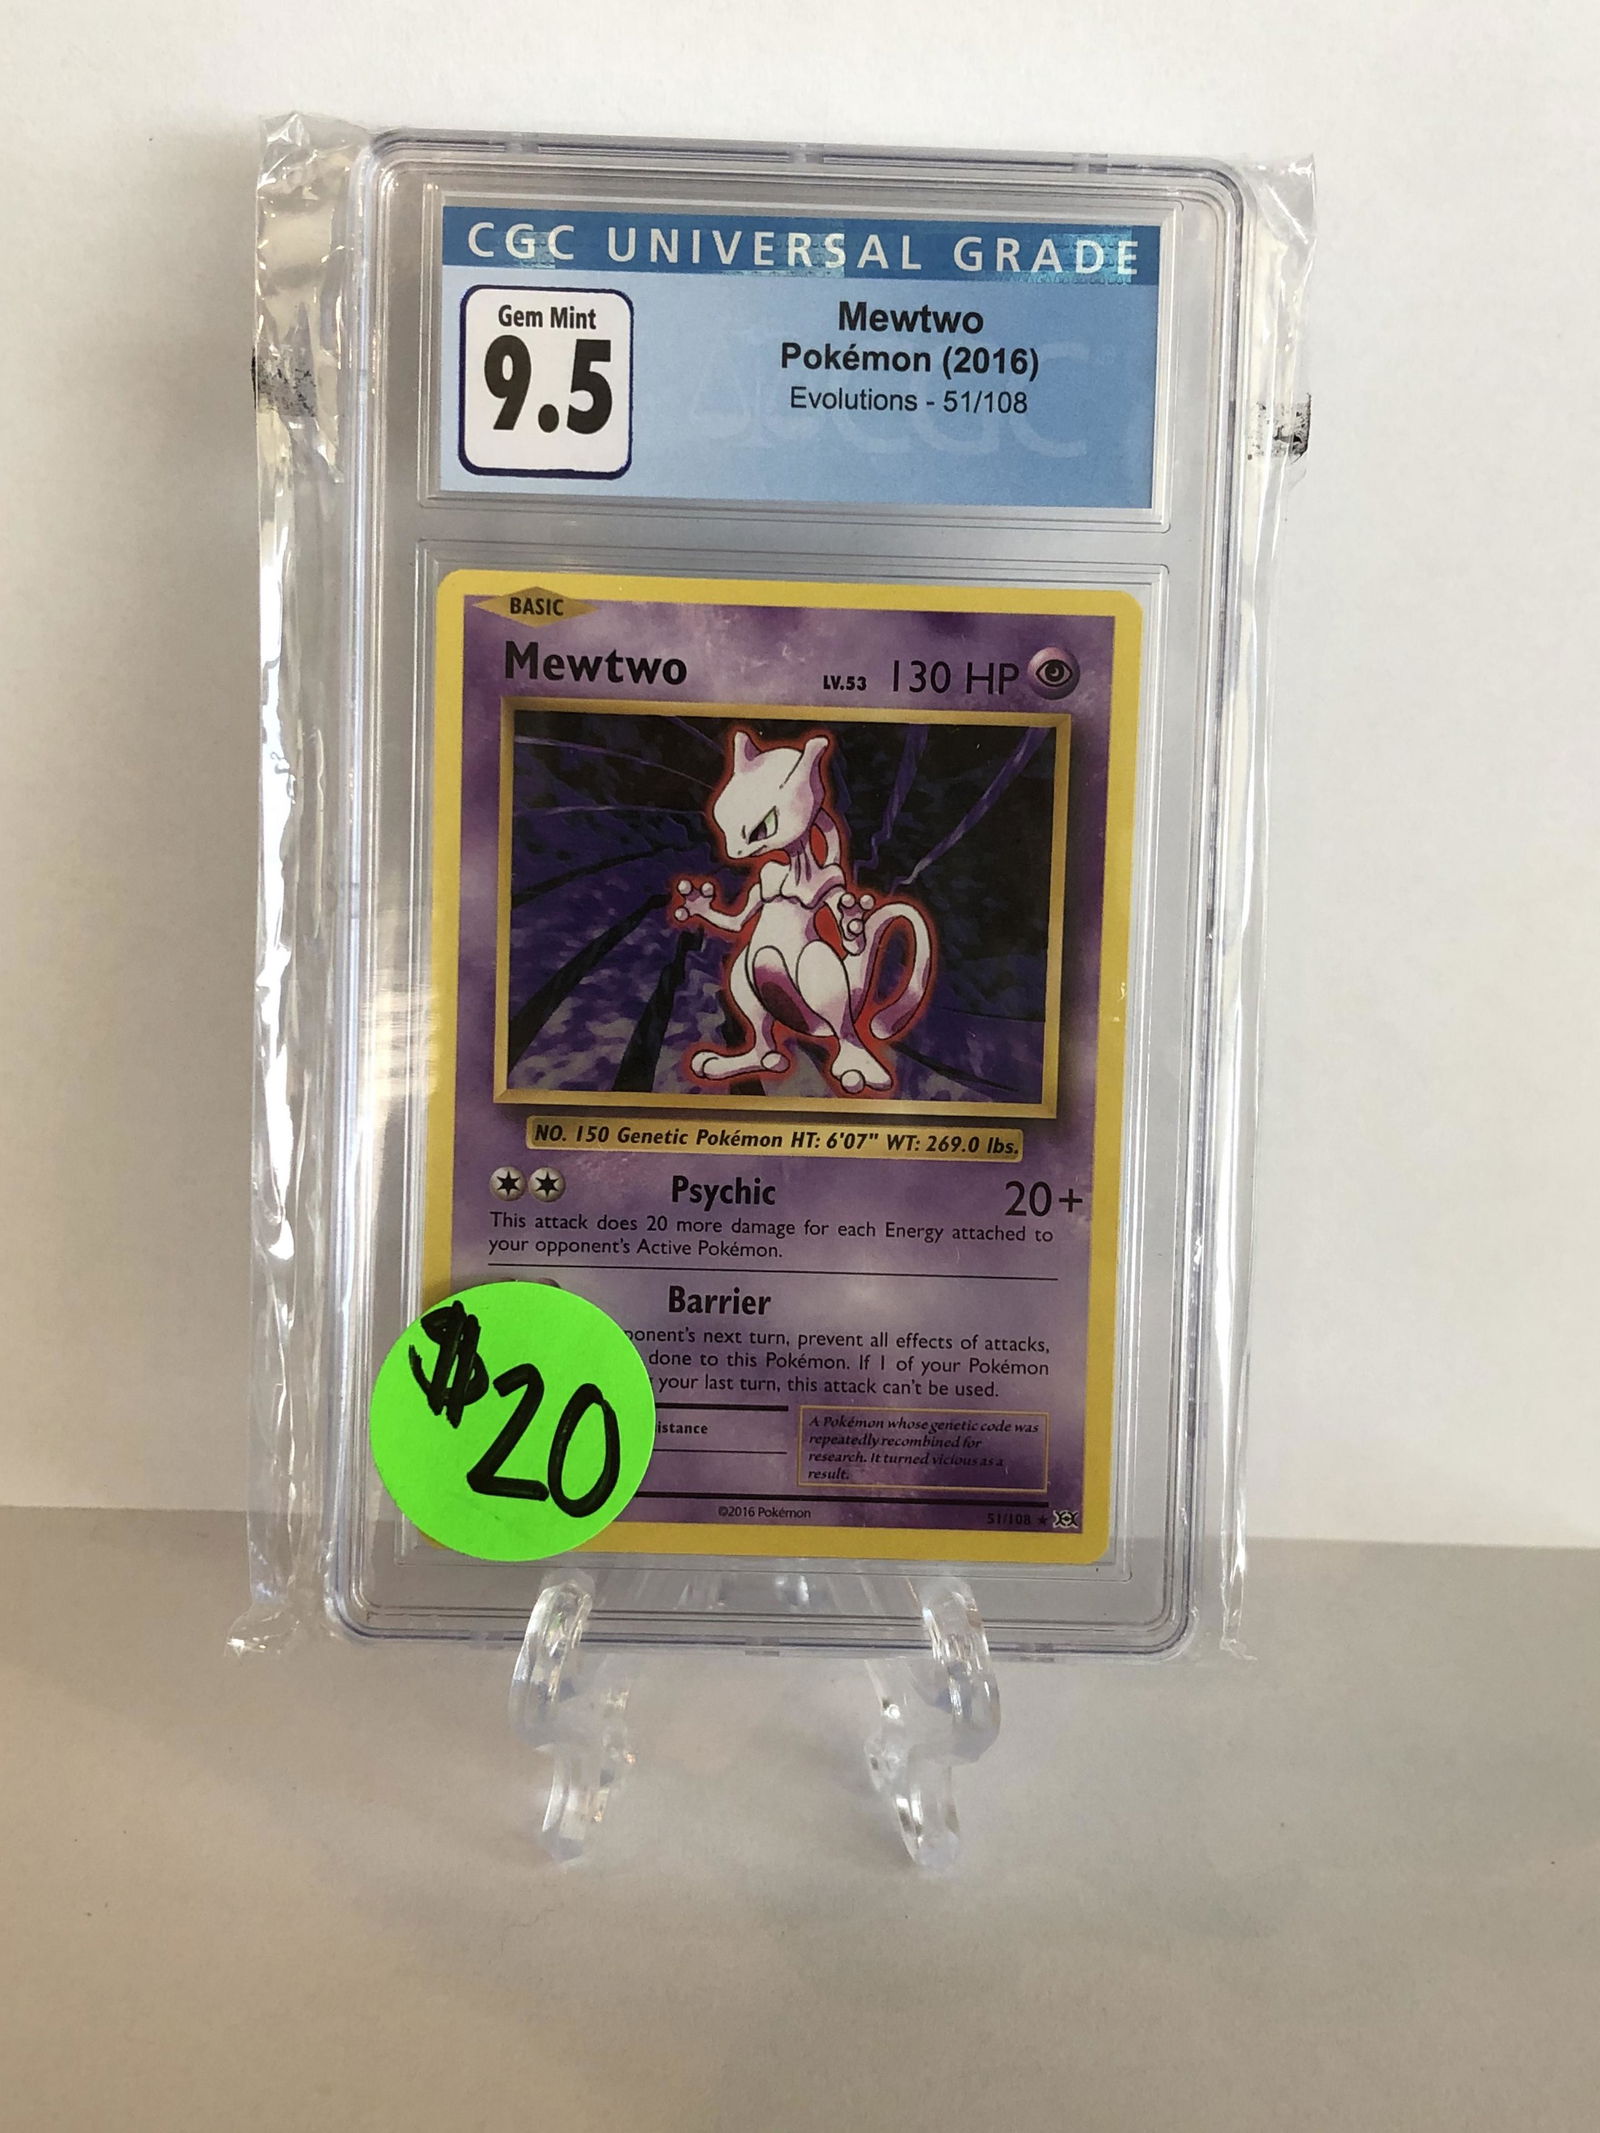 CGC UNIVERSAL GRADE
Gem Mint
9.5
Mewtwo
Pokémon (2016)
Evolutions - 51/108
BASIC
Mewtwo
LV.53 130 HP
NO. 150 Genetic Pokémon HT: 6'07" WT: 269.0 lbs.
Psychic 20+
This attack does 20 more damage for each Energy attached to
your opponent's Active Pokémon.
Barrier
next turn, prevent all effects of attacks,
done to this Pokémon. If 1 of your Pokémon
your last turn, this attack can't be used.
$20
A Pokémon whose genetic code was
repeatedly recombined for
research. It turned vicious as a
result.
©2016 Pokémon
51/108